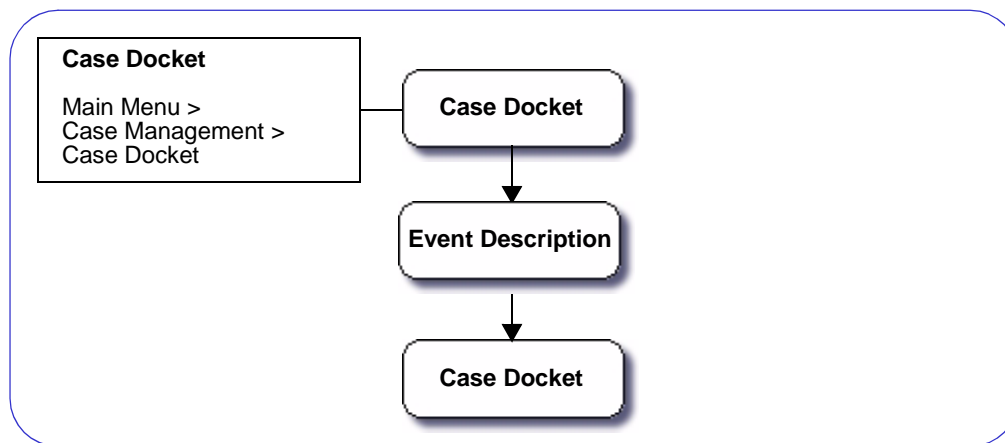 Case Docket
Main Menu >
Case Management >
Case Docket
Case Docket
Event Description
Case Docket